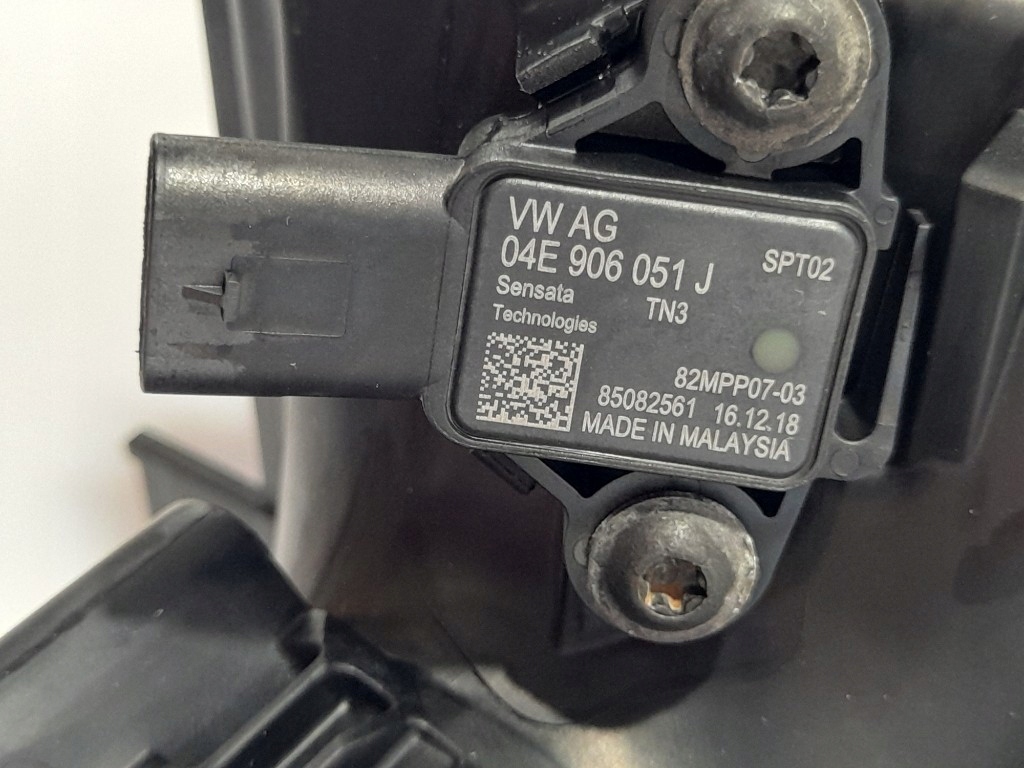 VW AG
04E 906 051 J SPT02
Sensata TN3
Technologies
82MPP07-03
85082561 16.12.18
MADE IN MALAYSIA